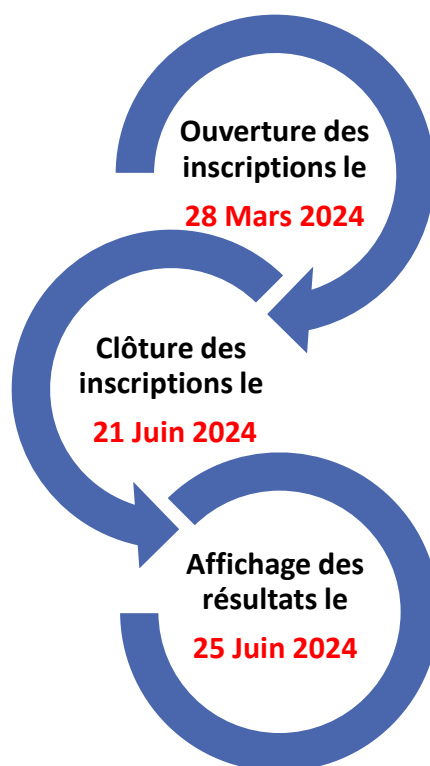 Ouverture des
inscriptions le
28 Mars 2024
Clôture des
inscriptions le
21 Juin 2024
Affichage des
résultats le
25 Juin 2024